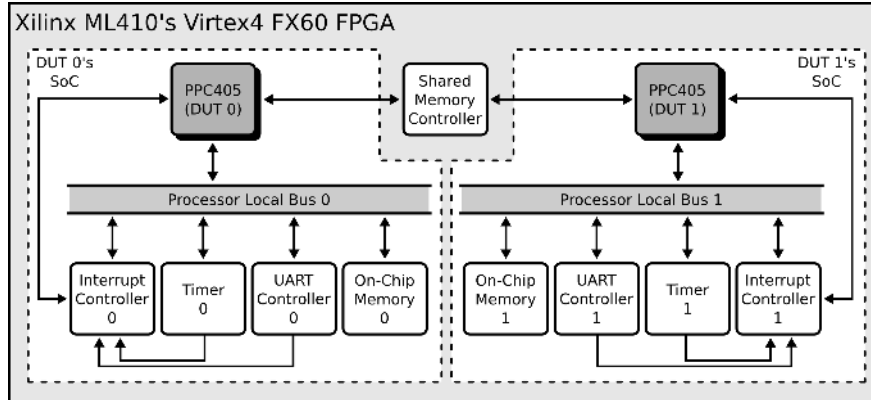 Xilinx ML410's Virtex4 FX60 FPGA
DUT 0's
SoC
PPC405
(DUT 0)
Shared
Memory
Controller
PPC405
(DUT 1)
DUT 1's
SoC
Processor Local Bus 0
Processor Local Bus 1
Interrupt
Controller
0
Timer
0
UART
Controller
0
On-Chip
Memory
0
On-Chip
Memory
1
UART
Controller
1
Timer
1
Interrupt
Controller
1